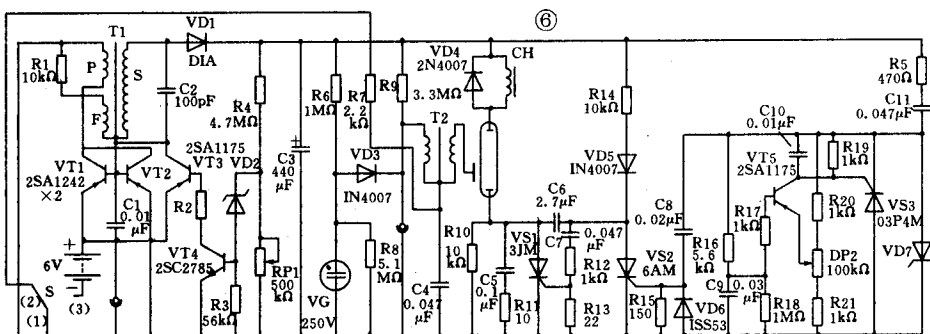 ⑥
T1
VD1
DIA
R1
10kΩ
P
S
F
C2
100pF
VT1
2SA1242
×2
VT2
2SA1175
VT3
C1
0.01
μF
R2
VD2
VT4
2SC2785
R3
56kΩ
6V
(2)
(1)
S
(3)
R4
4.7MΩ
C3
440
μF
RP1
500
kΩ
R6
1MΩ
R7
2.2
kΩ
R9
3.3MΩ
VD3
IN4007
VG
250V
R8
5.1
MΩ
T2
C4
0.047
μF
VD4
2N4007
CH
R10
10
kΩ
C5
0.1
μF
R11
10
VS1
3JM
C6
2.7μF
C7
0.047
μF
R12
1kΩ
R13
22
R14
10kΩ
VD5
IN4007
VS2
6AM
R15
150
C8
0.02μF
VD6
ISS53
R16
5.6
kΩ
C9
0.03
μF
R17
1kΩ
R18
1MΩ
C10
0.01μF
VT5
2SA1175
R19
1kΩ
R20
1kΩ
DP2
100kΩ
R21
1kΩ
VS3
03P4M
VD7
R5
470Ω
C11
0.047μF